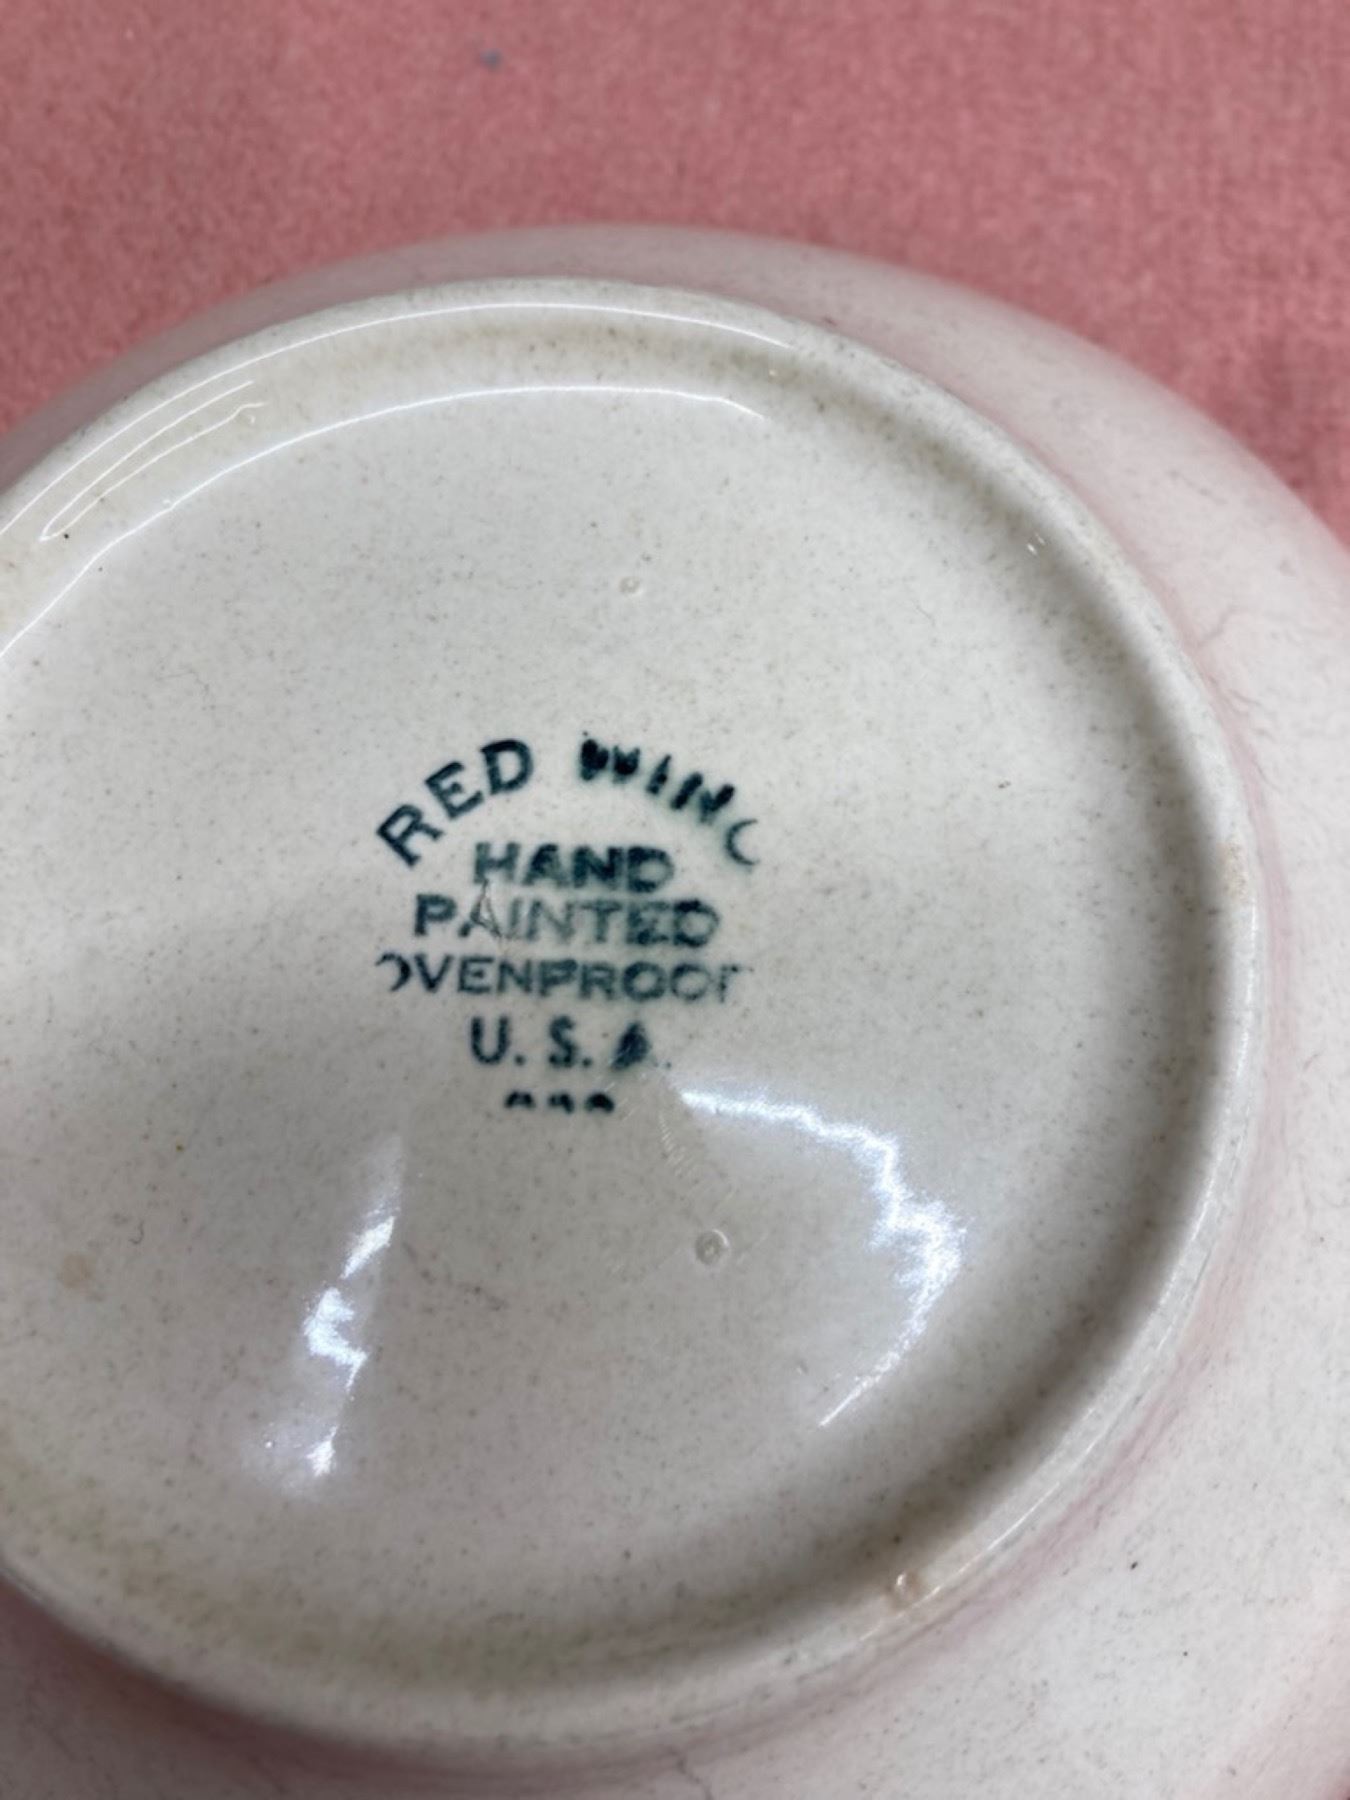 RED WING
HAND
PAINTED
OVENPROOF
U. S. A.